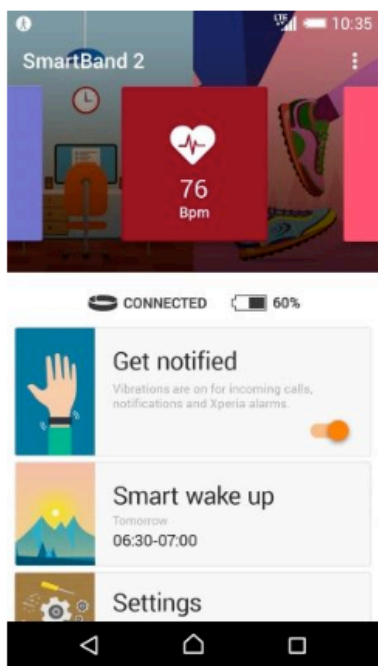 LTE 10:35
SmartBand 2
76
Bpm
CONNECTED 60%
Get notified
Vibrations are on for incoming calls,
notifications and Xperia alarms.
Smart wake up
Tomorrow
06:30-07:00
Settings